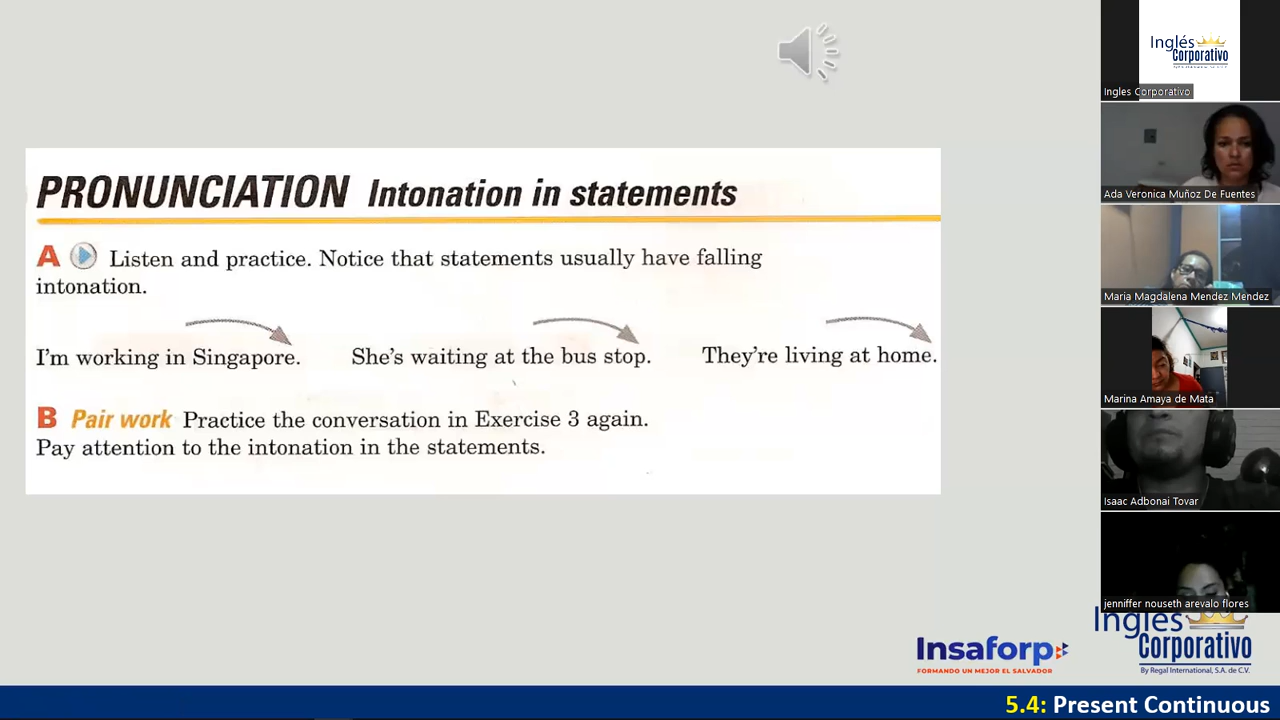 PRONUNCIATION Intonation in statements
A Listen and practice. Notice that statements usually have falling
intonation.
I'm working in Singapore. She's waiting at the bus stop. They're living at home.
B Pair work Practice the conversation in Exercise 3 again.
Pay attention to the intonation in the statements.
Inglés
Corporativo
Ingles Corporativo
Ada Veronica Muñoz De Fuentes
Maria Magdalena Mendez Mendez
Marina Amaya de Mata
Isaac Adbonai Tovar
jenniffer nouseth arevalo flores
Insaforp
FORMANDO UN MEJOR EL SALVADOR
Inglés
Corporativo
By Regal International, S.A. de C.V.
5.4: Present Continuous